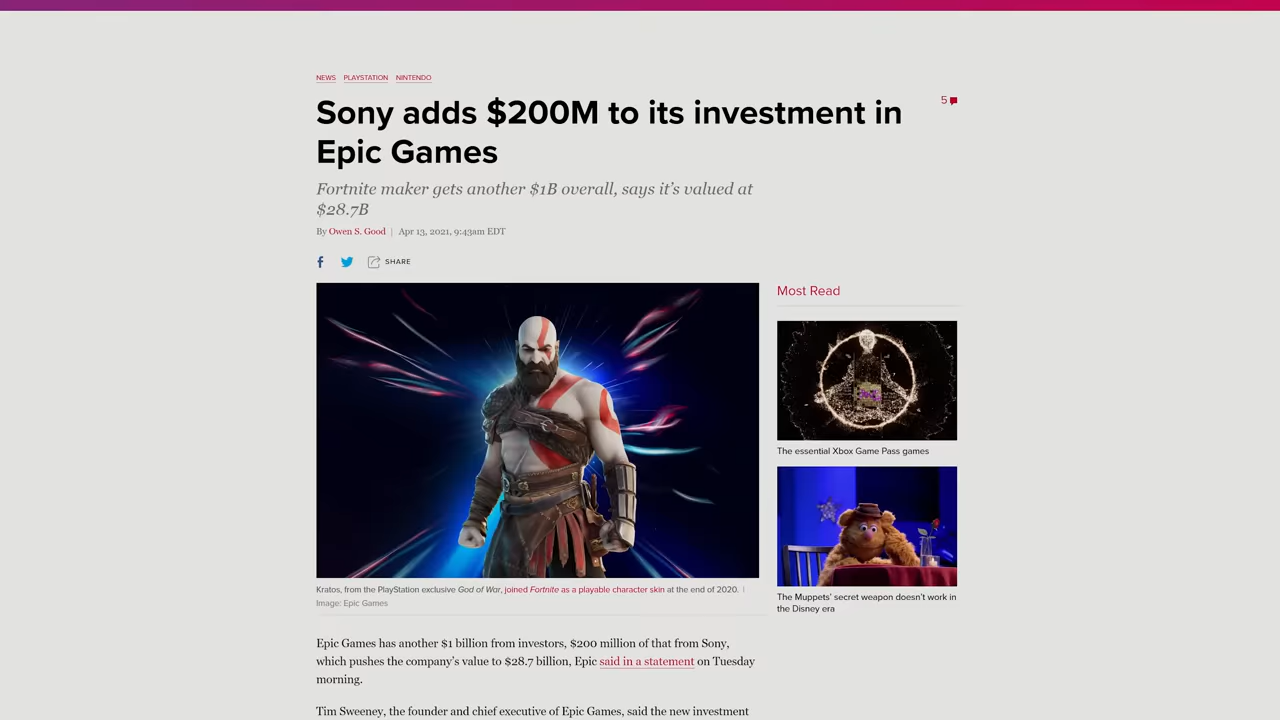 NEWS PLAYSTATION NINTENDO
Sony adds $200M to its investment in
Epic Games
5
Fortnite maker gets another $1B overall, says it’s valued at
$28.7B
By Owen S. Good | Apr 13, 2021, 9:43am EDT
SHARE
Kratos, from the PlayStation exclusive God of War, joined Fortnite as a playable character skin at the end of 2020. |
Image: Epic Games
Epic Games has another $1 billion from investors, $200 million of that from Sony,
which pushes the company’s value to $28.7 billion, Epic said in a statement on Tuesday
morning.
Tim Sweeney, the founder and chief executive of Epic Games, said the new investment
Most Read
The essential Xbox Game Pass games
The Muppets’ secret weapon doesn’t work in
the Disney era